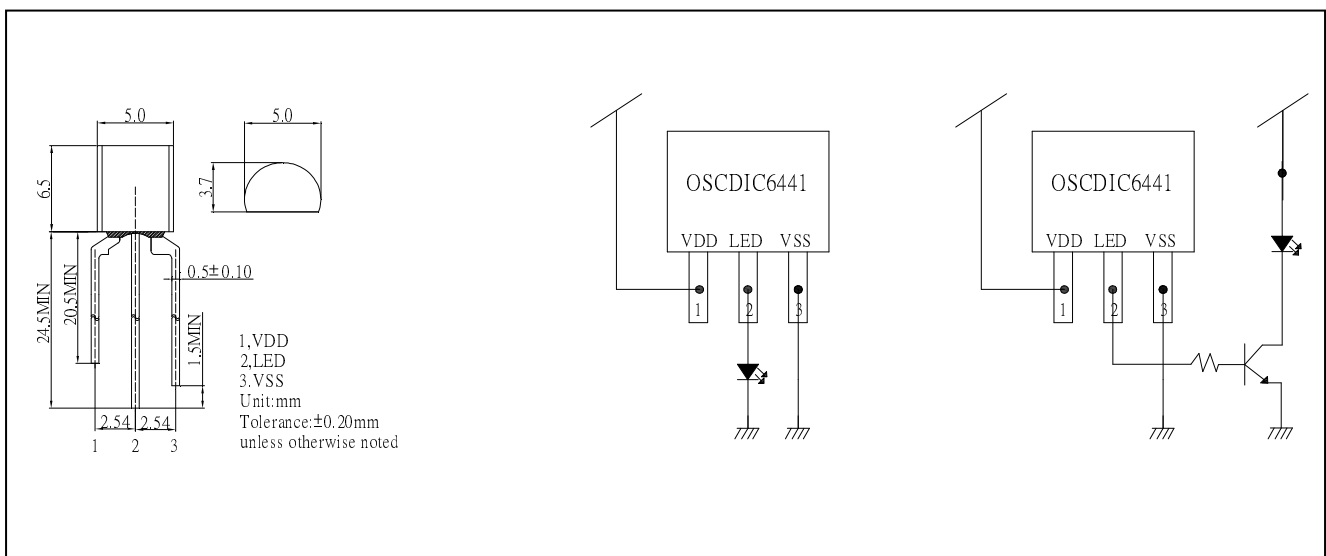 5.0
5.0
6.5
3.7
24.5MIN
20.5MIN
0.5±0.10
1.5MIN
2.54
2.54
1 2 3
1,VDD
2,LED
3.VSS
Unit:mm
Tolerance:±0.20mm
unless otherwise noted
OSCDIC6441
VDD LED VSS
1 2 3
OSCDIC6441
VDD LED VSS
1 2 3